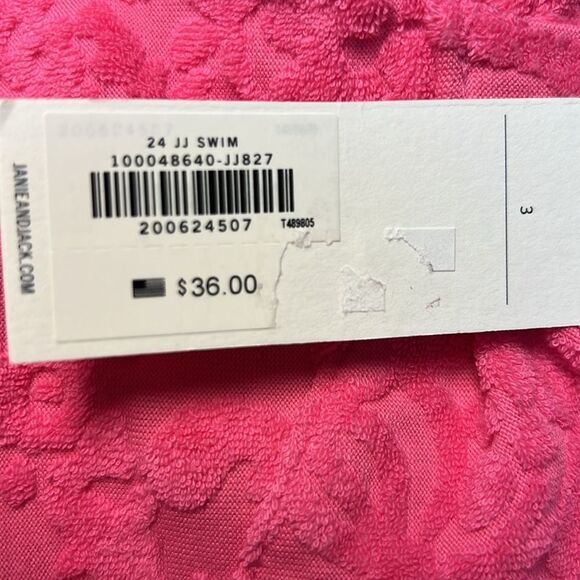 24 JJ SWIM
100048640-JJ827
200624507
T489805
$36.00
JANIEANDJACK.COM
3